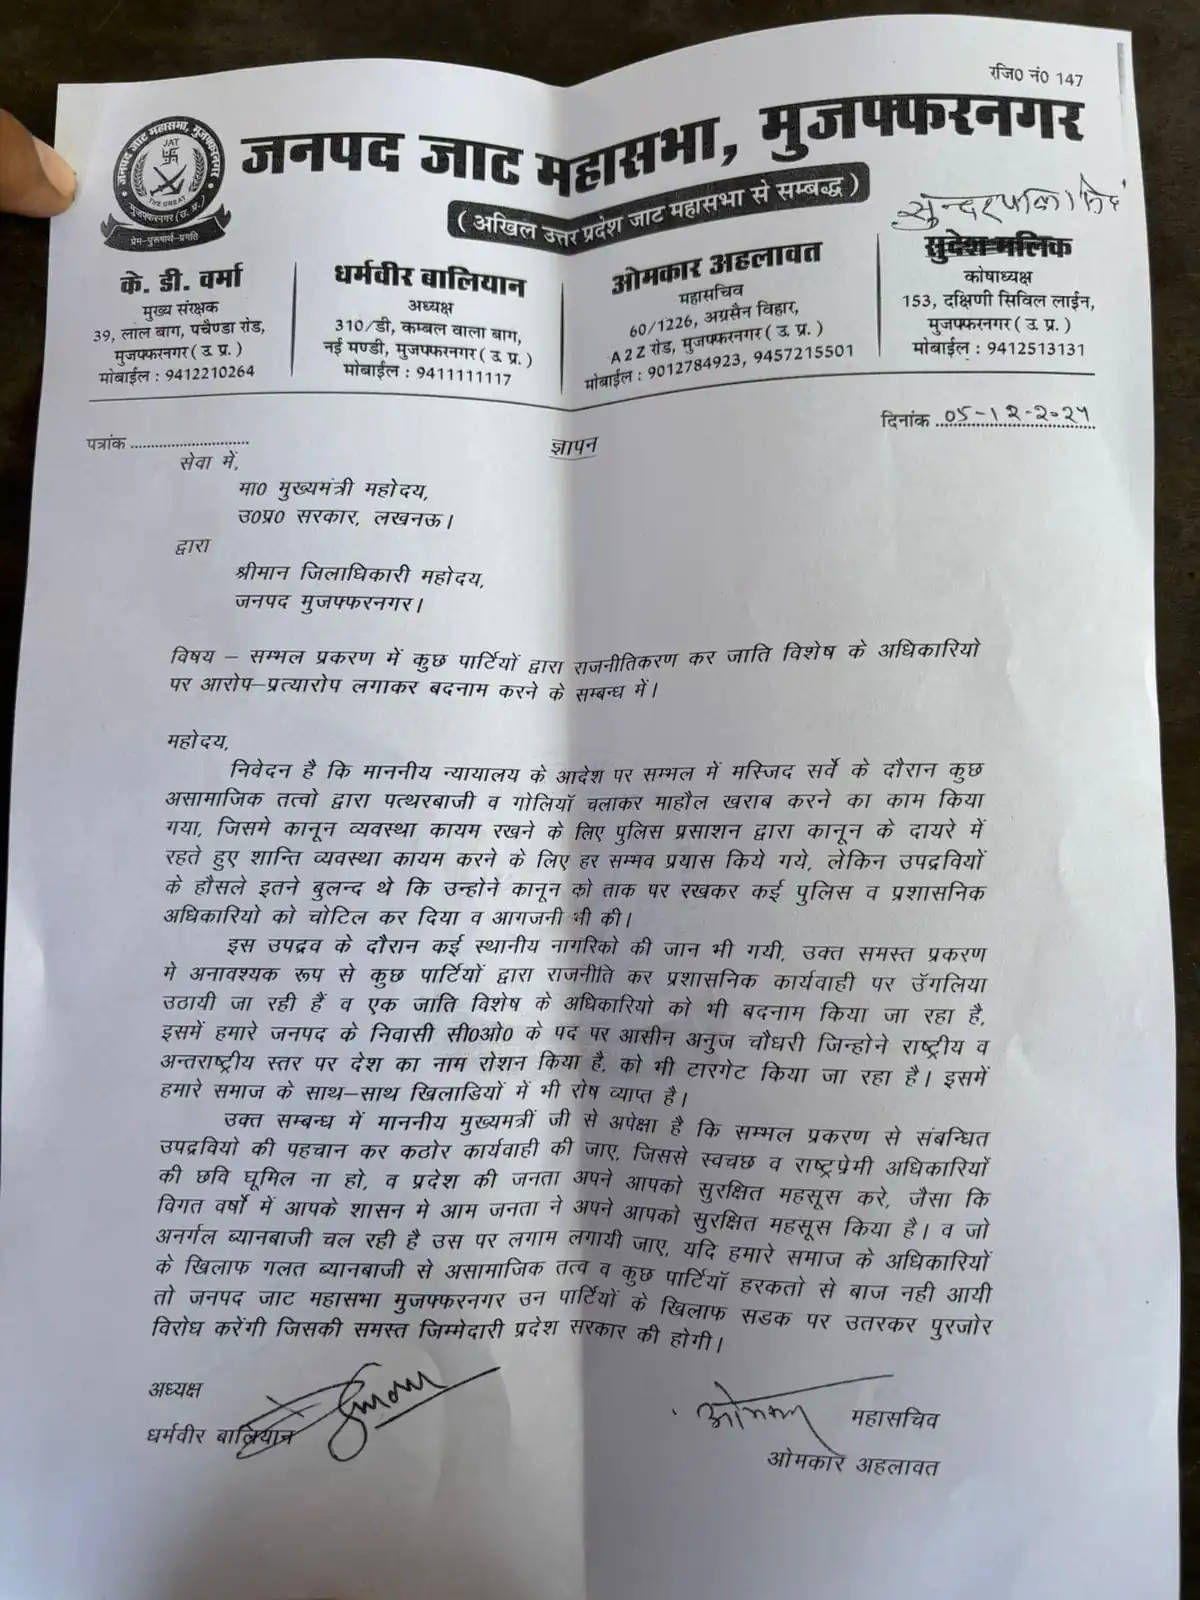 रजि0 नं0 147
जनपद जाट महासभा, मुजफ्फरनगर
JAT
THE GREAT
मुजफ्फरनगर (उ. प्र.)
प्रेम-पुरूषार्थ-प्रगति
जनपद जाट महासभा, मुजफ्फरनगर
( अखिल उत्तर प्रदेश जाट महासभा से सम्बद्ध )
के. डी. वर्मा
मुख्य संरक्षक
39, लाल बाग, पचैण्डा रोड,
मुजफ्फरनगर ( उ. प्र. )
मोबाईल : 9412210264
धर्मवीर बालियान
अध्यक्ष
310/डी, कम्बल वाला बाग,
नई मण्डी, मुजफ्फरनगर ( उ. प्र. )
मोबाईल : 9411111117
ओमकार अहलावत
महासचिव
60/1226, अग्रसैन विहार,
A 2 Z रोड, मुजफ्फरनगर ( उ. प्र. )
मोबाईल : 9012784923, 9457215501
सुदेश मलिक
कोषाध्यक्ष
153, दक्षिणी सिविल लाईन,
मुजफ्फरनगर ( उ. प्र. )
मोबाईल : 9412513131
पत्रांक ............................
दिनांक 05-12-2024
ज्ञापन
सेवा में,
मा0 मुख्यमंत्री महोदय,
उ0प्र0 सरकार, लखनऊ।
द्वारा
श्रीमान जिलाधिकारी महोदय,
जनपद मुजफ्फरनगर।
विषय – सम्भल प्रकरण में कुछ पार्टियों द्वारा राजनीतिकरण कर जाति विशेष के अधिकारियो
पर आरोप–प्रत्यारोप लगाकर बदनाम करने के सम्बन्ध में।
महोदय,
निवेदन है कि माननीय न्यायालय के आदेश पर सम्भल में मस्जिद सर्वे के दौरान कुछ
असामाजिक तत्वो द्वारा पत्थरबाजी व गोलियॉ चलाकर माहौल खराब करने का काम किया
गया, जिसमे कानून व्यवस्था कायम रखने के लिए पुलिस प्रसाशन द्वारा कानून के दायरे में
रहते हुए शान्ति व्यवस्था कायम करने के लिए हर सम्भव प्रयास किये गये, लेकिन उपद्रवियों
के हौसले इतने बुलन्द थे कि उन्होने कानून को ताक पर रखकर कई पुलिस व प्रशासनिक
अधिकारियो को चोटिल कर दिया व आगजनी भी की।
इस उपद्रव के दौरान कई स्थानीय नागरिको की जान भी गयी, उक्त समस्त प्रकरण
मे अनावश्यक रूप से कुछ पार्टियों द्वारा राजनीति कर प्रशासनिक कार्यवाही पर उॅगलिया
उठायी जा रही हैं व एक जाति विशेष के अधिकारियो को भी बदनाम किया जा रहा है,
इसमें हमारे जनपद के निवासी सी0ओ0 के पद पर आसीन अनुज चौधरी जिन्होने राष्ट्रीय व
अन्तराष्ट्रीय स्तर पर देश का नाम रोशन किया है, को भी टारगेट किया जा रहा है। इसमें
हमारे समाज के साथ–साथ खिलाडियों में भी रोष व्याप्त है।
उक्त सम्बन्ध में माननीय मुख्यमत्रीं जी से अपेक्षा है कि सम्भल प्रकरण से संबन्धित
उपद्रवियो की पहचान कर कठोर कार्यवाही की जाए, जिससे स्वचछ व राष्ट्रप्रेमी अधिकारियों
की छवि घूमिल ना हो, व प्रदेश की जनता अपने आपको सुरक्षित महसूस करे, जैसा कि
विगत वर्षो में आपके शासन मे आम जनता ने अपने आपको सुरक्षित महसूस किया है। व जो
अनर्गल ब्यानबाजी चल रही है उस पर लगाम लगायी जाए, यदि हमारे समाज के अधिकारियों
के खिलाफ गलत ब्यानबाजी से असामाजिक तत्व व कुछ पार्टियॉ हरकतो से बाज नही आयी
तो जनपद जाट महासभा मुजफ्फरनगर उन पार्टियों के खिलाफ सडक पर उतरकर पुरजोर
विरोध करेंगी जिसकी समस्त जिम्मेदारी प्रदेश सरकार की होगी।
अध्यक्ष
धर्मवीर बालियान
महासचिव
ओमकार अहलावत